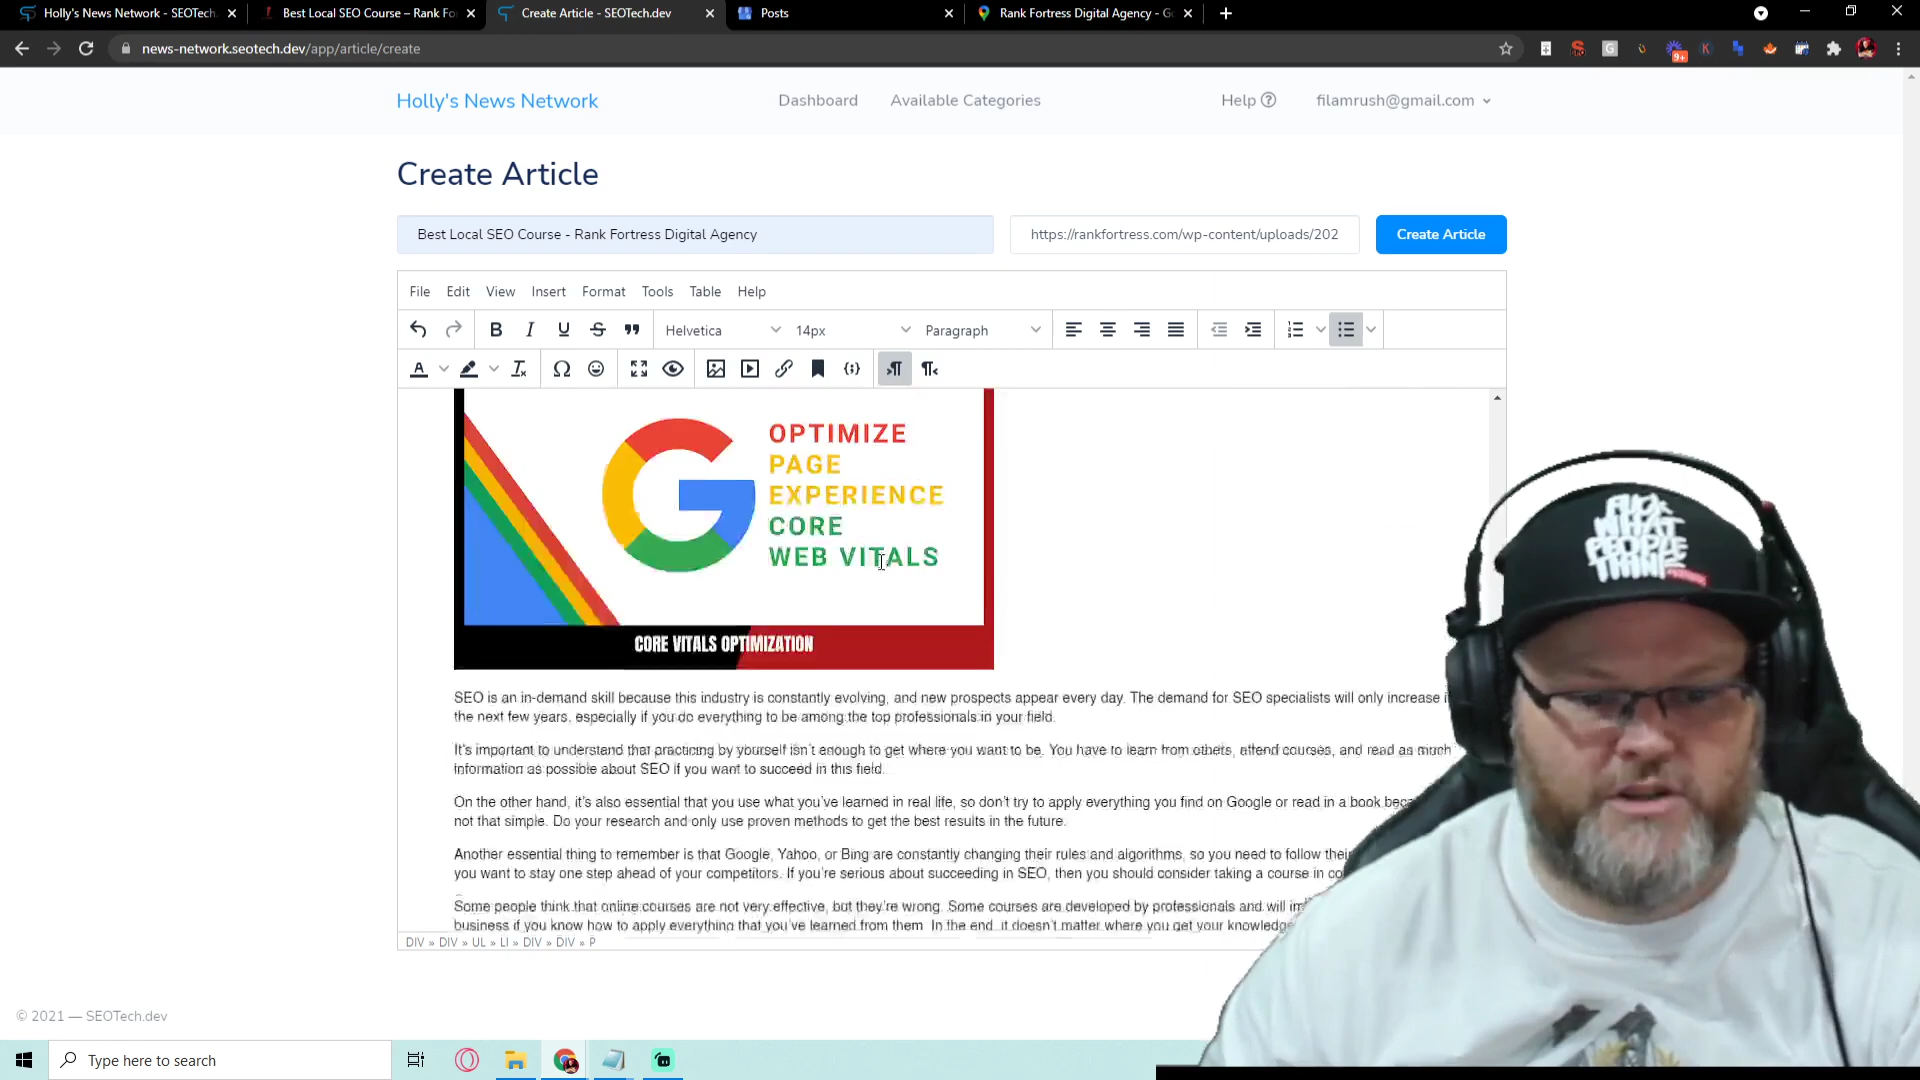 Holly's News Network - SEOTech.
Best Local SEO Course – Rank Fo
Create Article - SEOTech.dev
Posts
Rank Fortress Digital Agency - Go
news-network.seotech.dev/app/article/create
9+
Holly's News Network
Dashboard
Available Categories
Help
filamrush@gmail.com
Create Article
Best Local SEO Course - Rank Fortress Digital Agency
https://rankfortress.com/wp-content/uploads/202
Create Article
File Edit View Insert Format Tools Table Help
Helvetica
14px
Paragraph
OPTIMIZE
PAGE
EXPERIENCE
CORE
WEB VITALS
CORE VITALS OPTIMIZATION
SEO is an in-demand skill because this industry is constantly evolving, and new prospects appear every day. The demand for SEO specialists will only increase
the next few years, especially if you do everything to be among the top professionals in your field.
It's important to understand that practicing by yourself isn't enough to get where you want to be. You have to learn from others, attend courses, and read as much
information as possible about SEO if you want to succeed in this field.
On the other hand, it's also essential that you use what you've learned in real life, so don't try to apply everything you find on Google or read in a book
not that simple. Do your research and only use proven methods to get the best results in the future.
Another essential thing to remember is that Google, Yahoo, or Bing are constantly changing their rules and algorithms, so you need to follow their
you want to stay one step ahead of your competitors. If you're serious about succeeding in SEO, then you should consider taking a course in
Some people think that online courses are not very effective, but they're wrong. Some courses are developed by professionals and will
business if you know how to apply everything that you've learned from them. In the end, it doesn't matter where you get your knowledge
DIV » DIV » UL » LI » DIV » DIV » P
© 2021 — SEOTech.dev
Type here to search
FUCK
WHAT
PEOPLE
THINK